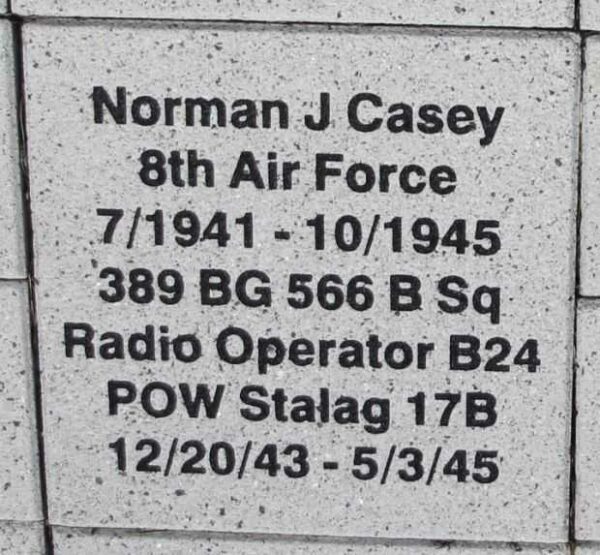 Norman J Casey
8th Air Force
7/1941 - 10/1945
389 BG 566 B Sq
Radio Operator B24
POW Stalag 17B
12/20/43 - 5/3/45